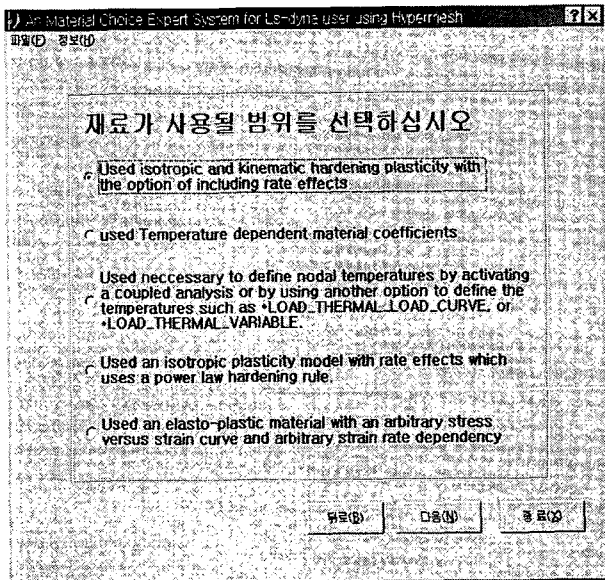 An Material Choice Expert System for Ls-dyna user using Hypermesh
파일(F) 정보(H)
재료가 사용될 범위를 선택하십시오
Used isotropic and kinematic hardening plasticity with
the option of including rate effects
used Temperature dependent material coefficients
Used neccessary to define nodal temperatures by activating
a coupled analysis or by using another option to define the
temperatures such as *LOAD_THERMAL_LOAD_CURVE, or
*LOAD_THERMAL_VARIABLE.
Used an isotropic plasticity model with rate effects which
uses a power law hardening rule.
Used an elasto-plastic material with an arbitrary stress
versus strain curve and arbitrary strain rate dependency
뒤로(B) 다음(N) 종 료(X)